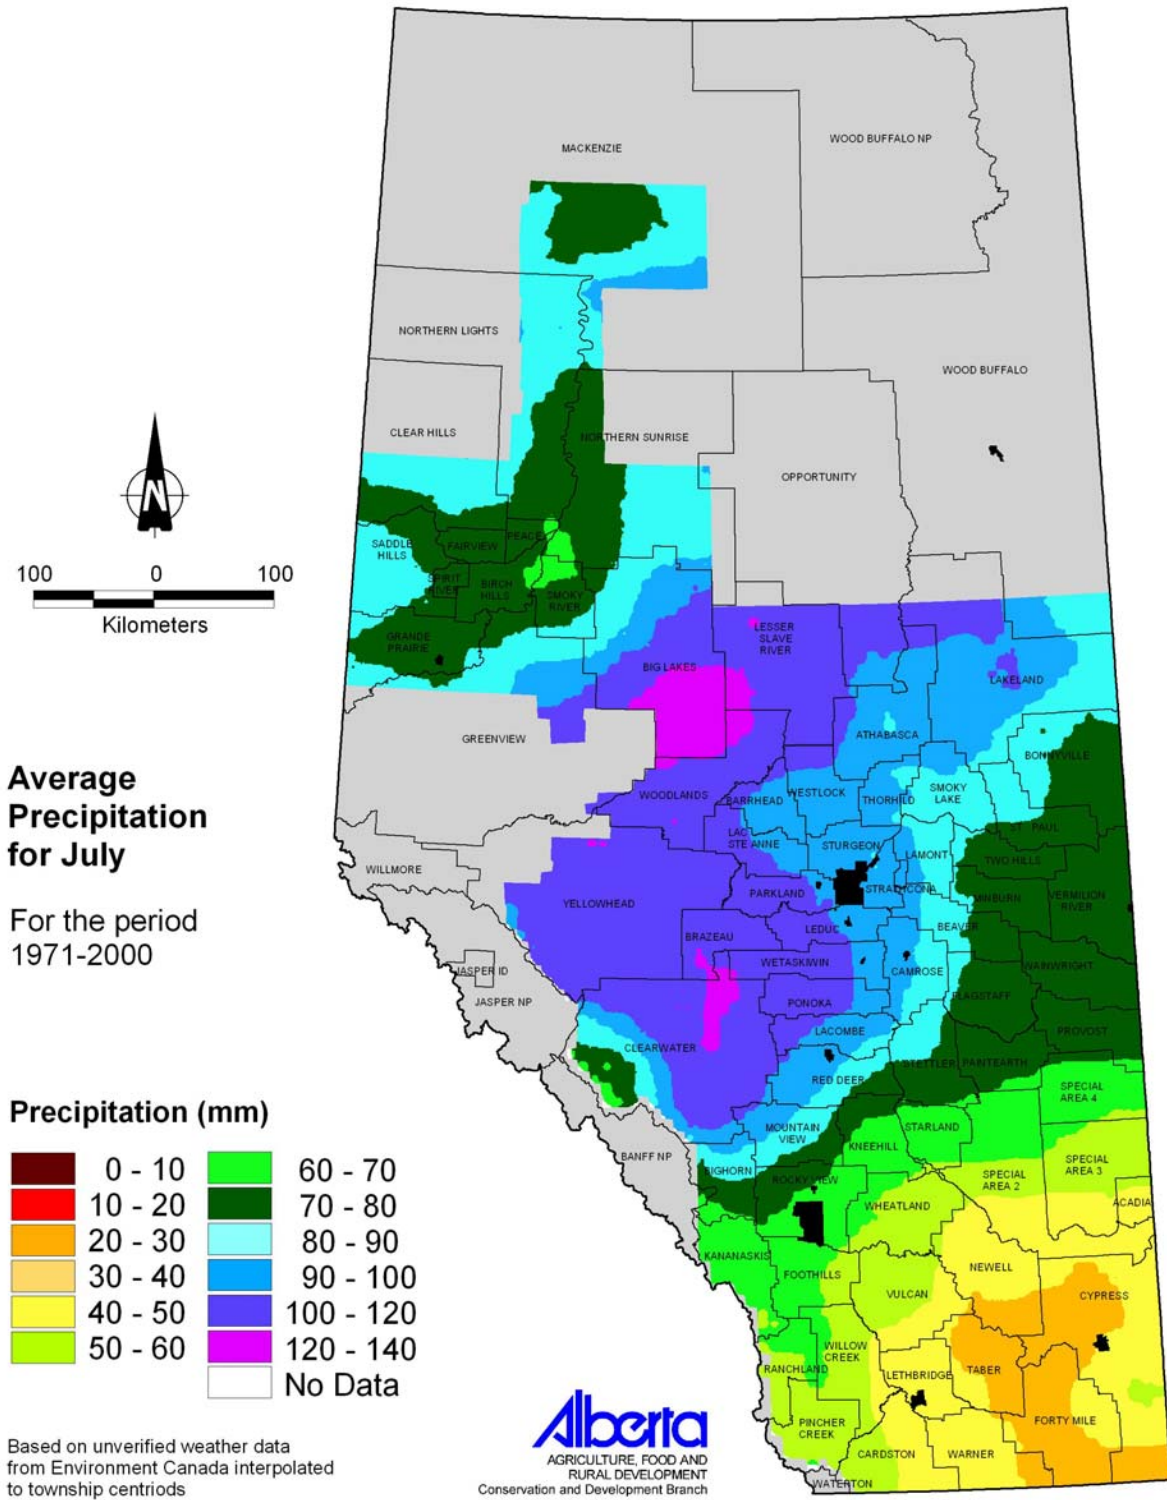 MACKENZIE
WOOD BUFFALO NP
NORTHERN LIGHTS
WOOD BUFFALO
CLEAR HILLS
NORTHERN SUNRISE
OPPORTUNITY
N
SADDLE
HILLS
FAIRVIEW
PEACE
SPIRIT
RIVER
BIRCH
HILLS
SMOKY
RIVER
100 0 100
Kilometers
GRANDE
PRAIRIE
LESSER
SLAVE
RIVER
BIG LAKES
LAKELAND
GREENVIEW
ATHABASCA
BONNYVILLE
Average
Precipitation
for July
WOODLANDS
BARRHEAD
WESTLOCK
THORHILD
SMOKY
LAKE
ST. PAUL
LAC
STE ANNE
STURGEON
LAMONT
TWO HILLS
WILLMORE
PARKLAND
STRATHCONA
MINBURN
VERMILION
RIVER
YELLOWHEAD
For the period
1971-2000
BRAZEAU
LEDUC
BEAVER
WETASKIWIN
CAMROSE
WAINWRIGHT
JASPER ID
JASPER NP
PONOKA
FLAGSTAFF
LACOMBE
PROVOST
CLEARWATER
STETTLER
PAINTEARTH
RED DEER
SPECIAL
AREA 4
MOUNTAIN
VIEW
STARLAND
KNEEHILL
BANFF NP
BIGHORN
ROCKY VIEW
SPECIAL
AREA 2
SPECIAL
AREA 3
ACADIA
WHEATLAND
KANANASKIS
FOOTHILLS
NEWELL
VULCAN
CYPRESS
WILLOW
CREEK
RANCHLAND
LETHBRIDGE
TABER
PINCHER
CREEK
FORTY MILE
CARDSTON
WARNER
WATERTON
Precipitation (mm)
0 - 10
10 - 20
20 - 30
30 - 40
40 - 50
50 - 60
60 - 70
70 - 80
80 - 90
90 - 100
100 - 120
120 - 140
No Data
Based on unverified weather data
from Environment Canada interpolated
to township centriods
Alberta
AGRICULTURE, FOOD AND
RURAL DEVELOPMENT
Conservation and Development Branch